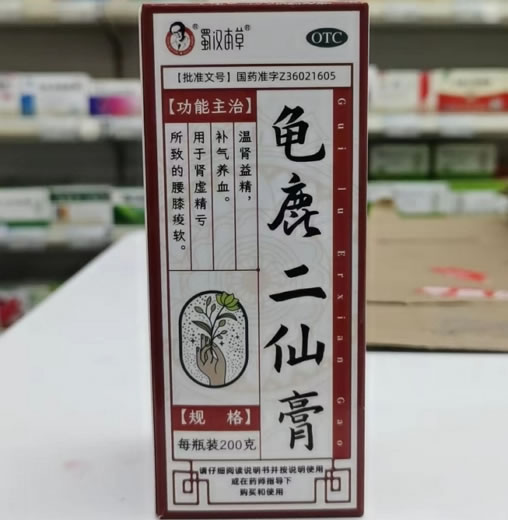 蜀汉本草®
OTC
【批准文号】国药准字Z36021605
【功能主治】
温肾益精，
补气养血。
用于肾虚精亏
所致的腰膝痠软。
龟鹿二仙膏
Gui lu Erxian Gao
【规 格】
每瓶装200克
请仔细阅读说明书并按说明使用
或在药师指导下
购买和使用